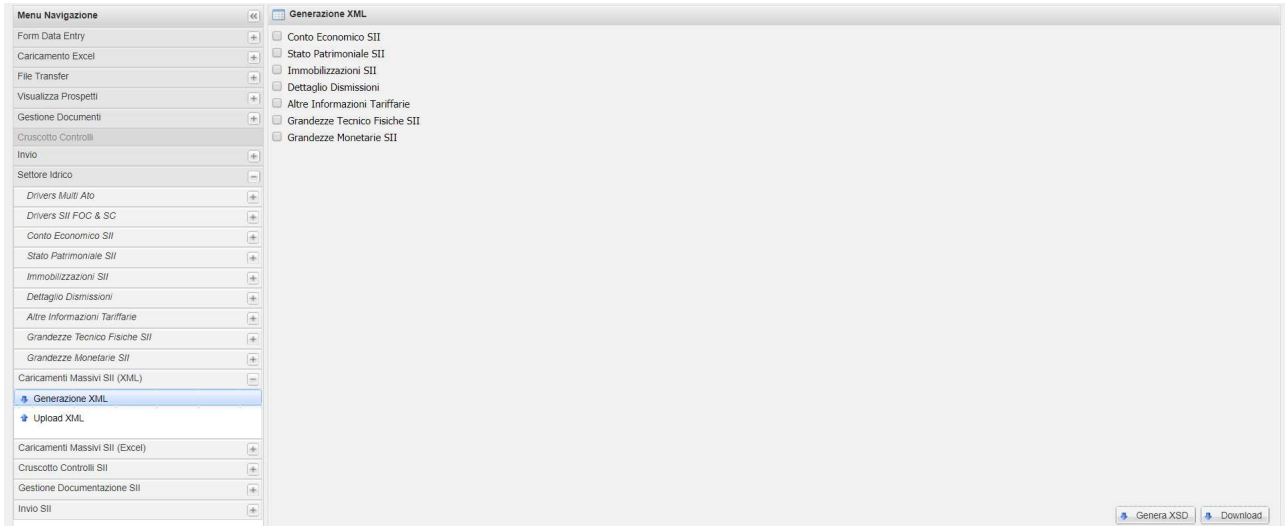 Menu Navigazione
Form Data Entry
Caricamento Excel
File Transfer
Visualizza Prospetti
Gestione Documenti
Cruscotto Controlli
Invio
Settore Idrico
Drivers Multi Ato
Drivers SII FOC & SC
Conto Economico SII
Stato Patrimoniale SII
Immobilizzazioni SII
Dettaglio Dismissioni
Altre Informazioni Tariffarie
Grandezze Tecnico Fisiche SII
Grandezze Monetarie SII
Caricamenti Massivi SII (XML)
Generazione XML
Upload XML
Caricamenti Massivi SII (Excel)
Cruscotto Controlli SII
Gestione Documentazione SII
Invio SII
Generazione XML
Conto Economico SII
Stato Patrimoniale SII
Immobilizzazioni SII
Dettaglio Dismissioni
Altre Informazioni Tariffarie
Grandezze Tecnico Fisiche SII
Grandezze Monetarie SII
Genera XSD
Download